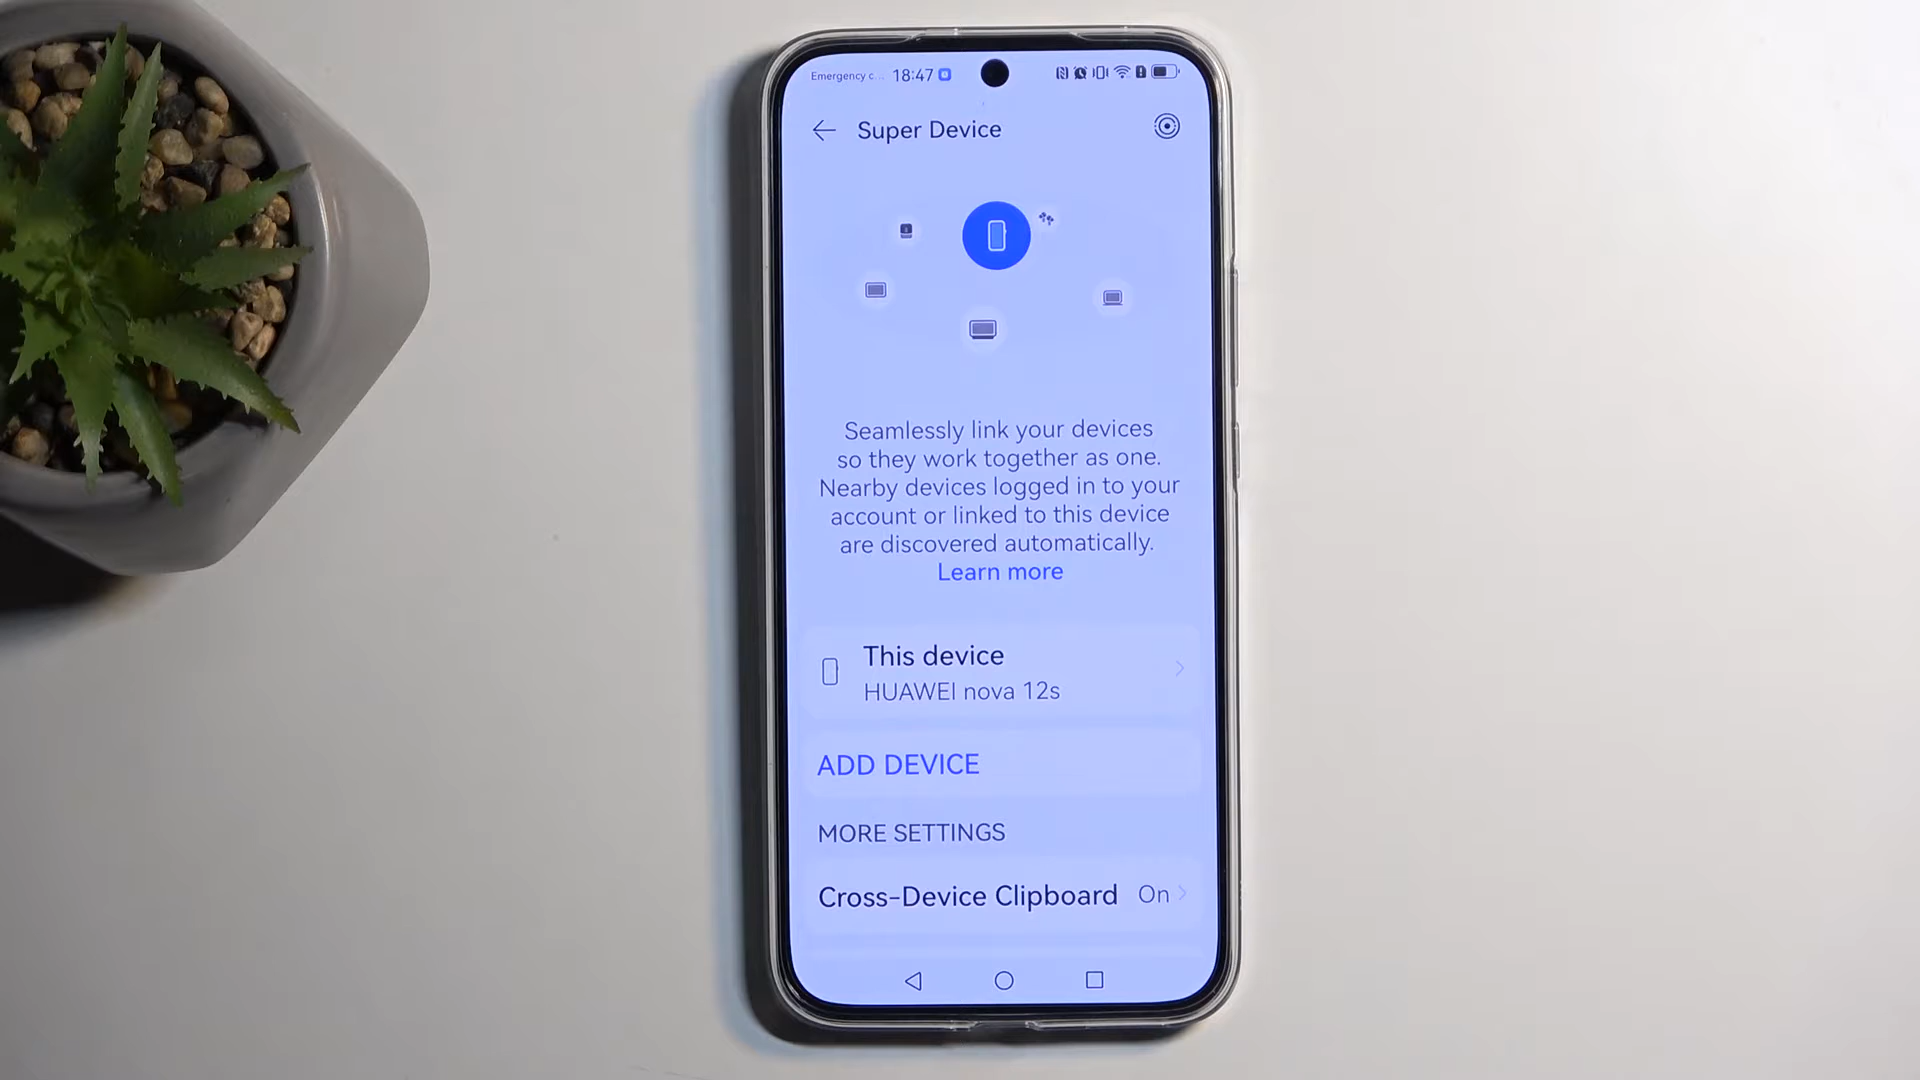 Emergency c... 18:47
Super Device
Seamlessly link your devices
so they work together as one.
Nearby devices logged in to your
account or linked to this device
are discovered automatically.
Learn more
This device
HUAWEI nova 12s
ADD DEVICE
MORE SETTINGS
Cross-Device Clipboard On